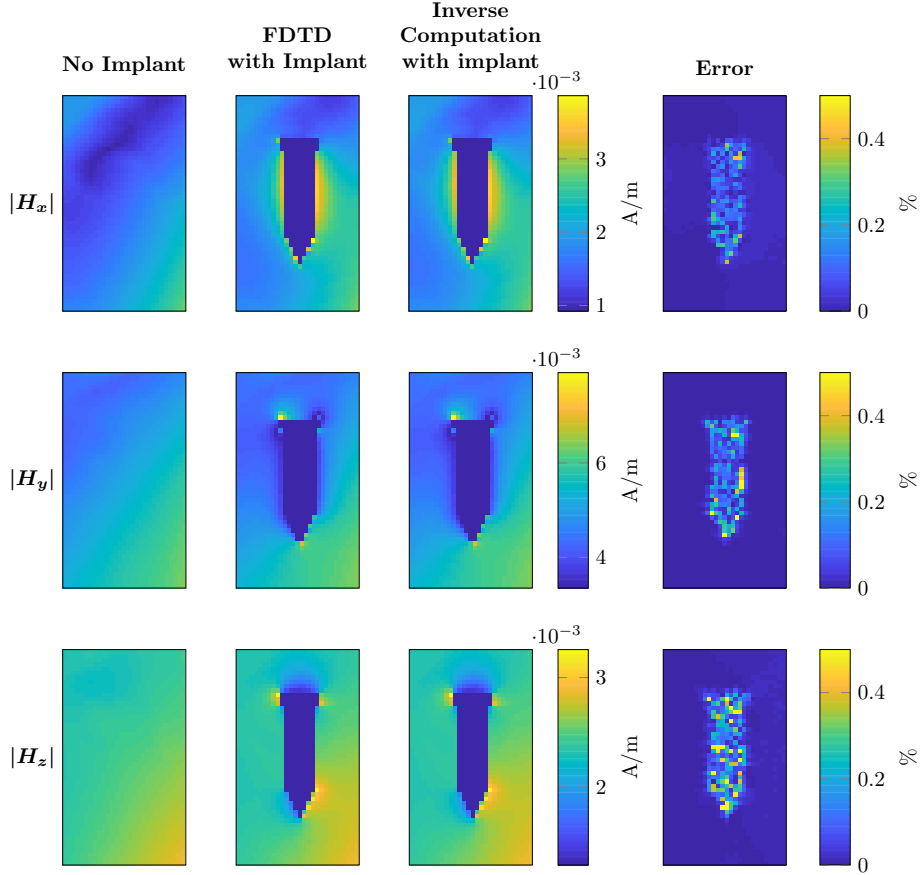 Inverse
FDTD
Computation
No Implant
with Implant
with implant
Error
·10⁻³
|Hx|
3
2
1
A/m
0.4
0.2
0
%
·10⁻³
|Hy|
6
4
A/m
0.4
0.2
0
%
·10⁻³
|Hz|
3
2
A/m
0.4
0.2
0
%